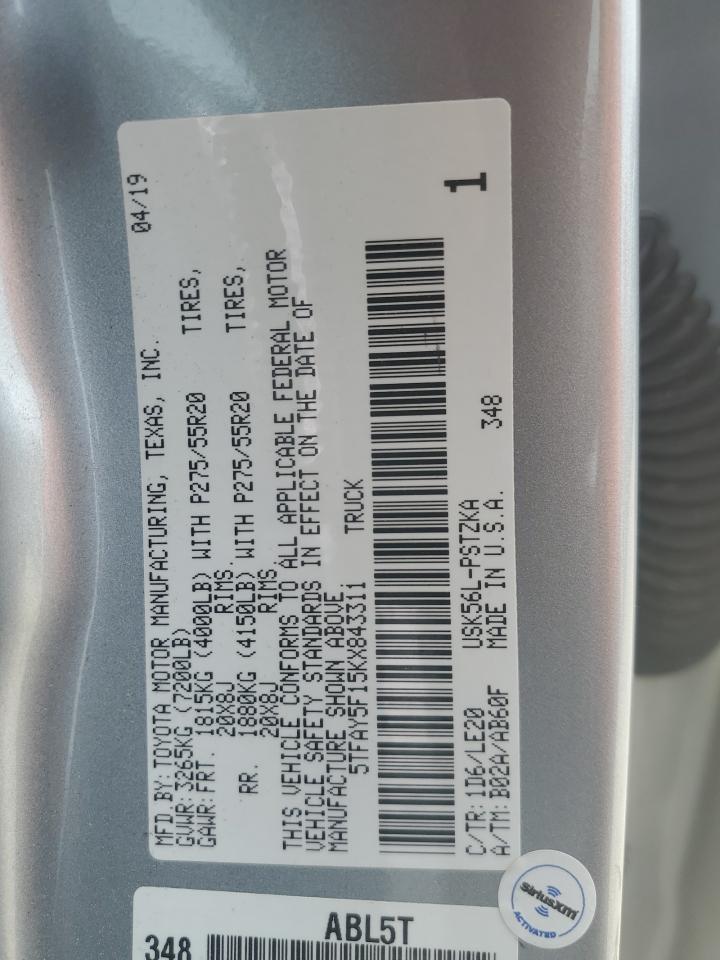 MFD.BY:TOYOTA MOTOR MANUFACTURING, TEXAS, INC. 04/19
GVWR:3265KG (7200LB)
GAWR:FRT. 1815KG (4000LB) WITH P275/55R20 TIRES,
20X8J RIMS.
RR. 1880KG (4150LB) WITH P275/55R20 TIRES,
20X8J RIMS.
THIS VEHICLE CONFORMS TO ALL APPLICABLE FEDERAL MOTOR
VEHICLE SAFETY STANDARDS IN EFFECT ON THE DATE OF
MANUFACTURE SHOWN ABOVE.
5TFAY5F15KX843311 TRUCK
1
C/TR:1D6/LE20 USK56L-PSTZKA 348
A/TM:B02A/AB60F MADE IN U.S.A.
ABL5T
348
SiriusXM
ACTIVATED